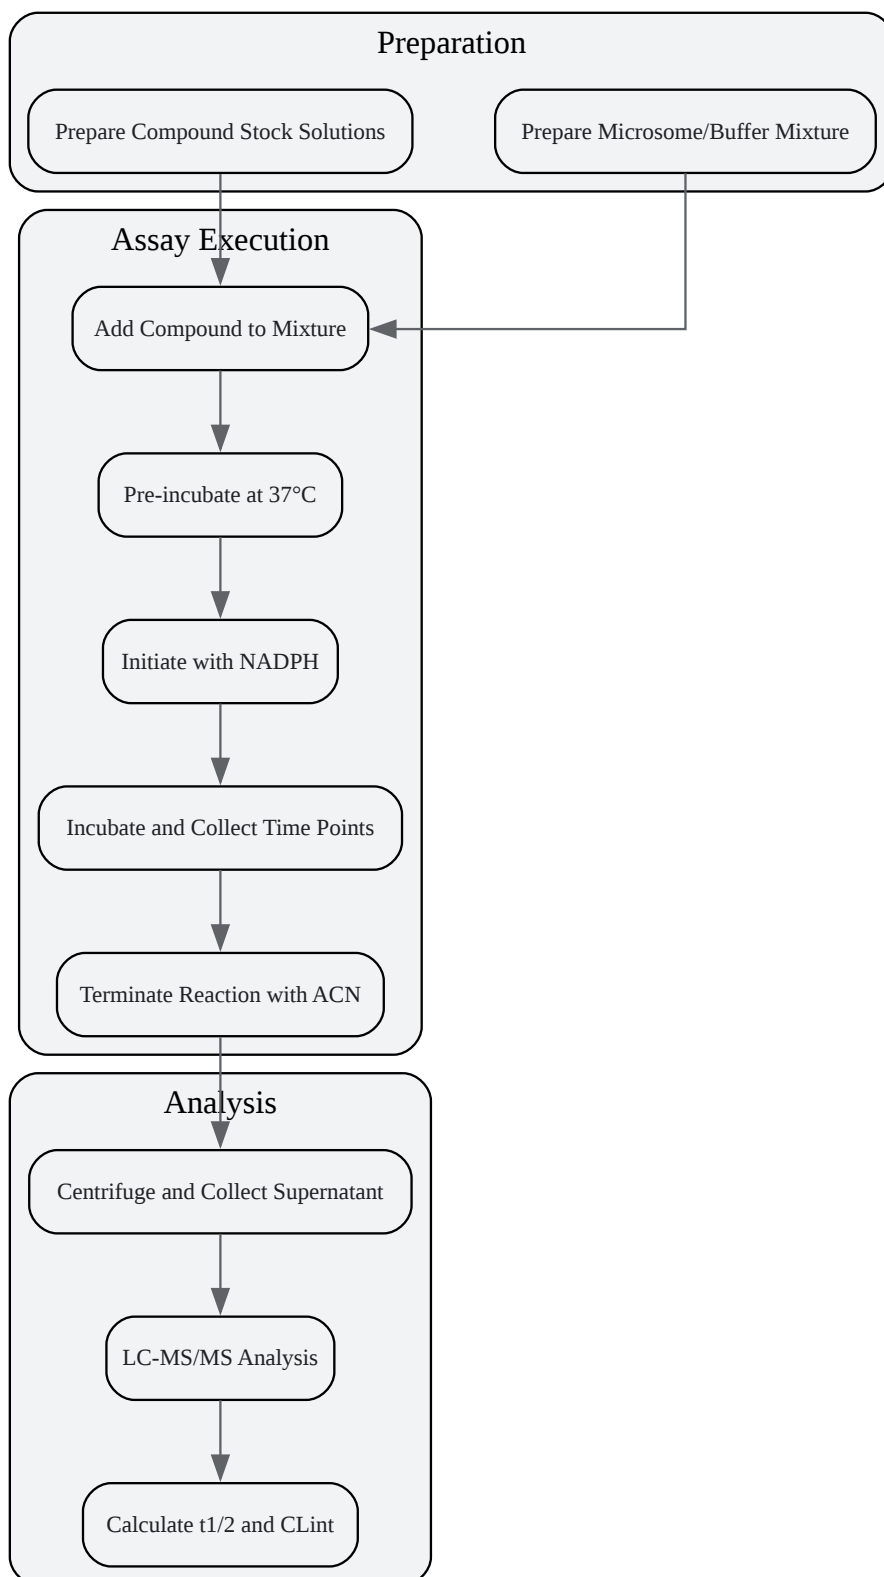 Preparation
Prepare Compound Stock Solutions
Prepare Microsome/Buffer Mixture
Assay Execution
Add Compound to Mixture
Pre-incubate at 37°C
Initiate with NADPH
Incubate and Collect Time Points
Terminate Reaction with ACN
Analysis
Centrifuge and Collect Supernatant
LC-MS/MS Analysis
Calculate t1/2 and CLint